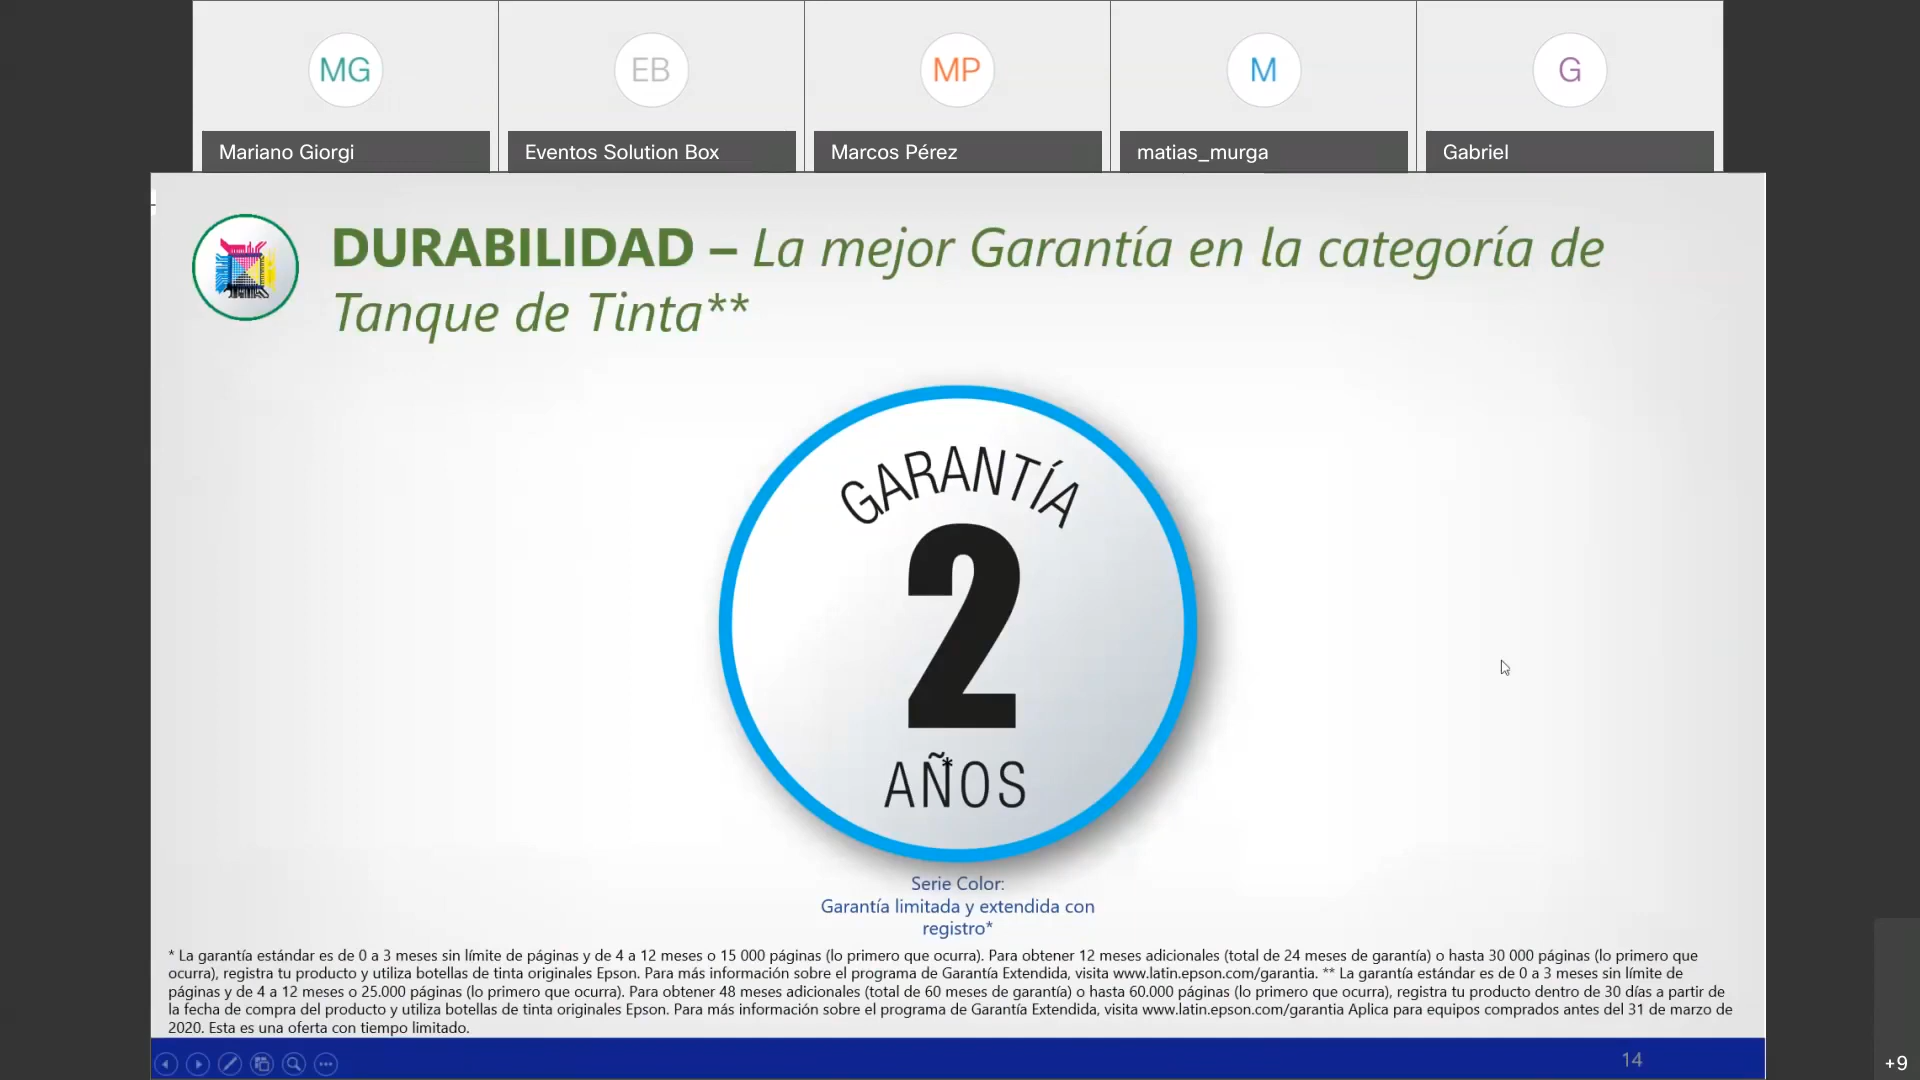 MG
EB
MP
M
G
Mariano Giorgi
Eventos Solution Box
Marcos Pérez
matias_murga
Gabriel
DURABILIDAD – La mejor Garantía en la categoría de
Tanque de Tinta**
GARANTÍA
2
AÑOS*
Serie Color:
Garantía limitada y extendida con
registro*
* La garantía estándar es de 0 a 3 meses sin límite de páginas y de 4 a 12 meses o 15 000 páginas (lo primero que ocurra). Para obtener 12 meses adicionales (total de 24 meses de garantía) o hasta 30 000 páginas (lo primero que
ocurra), registra tu producto y utiliza botellas de tinta originales Epson. Para más información sobre el programa de Garantía Extendida, visita www.latin.epson.com/garantia. ** La garantía estándar es de 0 a 3 meses sin límite de
páginas y de 4 a 12 meses o 25.000 páginas (lo primero que ocurra). Para obtener 48 meses adicionales (total de 60 meses de garantía) o hasta 60.000 páginas (lo primero que ocurra), registra tu producto dentro de 30 días a partir de
la fecha de compra del producto y utiliza botellas de tinta originales Epson. Para más información sobre el programa de Garantía Extendida, visita www.latin.epson.com/garantia Aplica para equipos comprados antes del 31 de marzo de
2020. Esta es una oferta con tiempo limitado.
14
+9